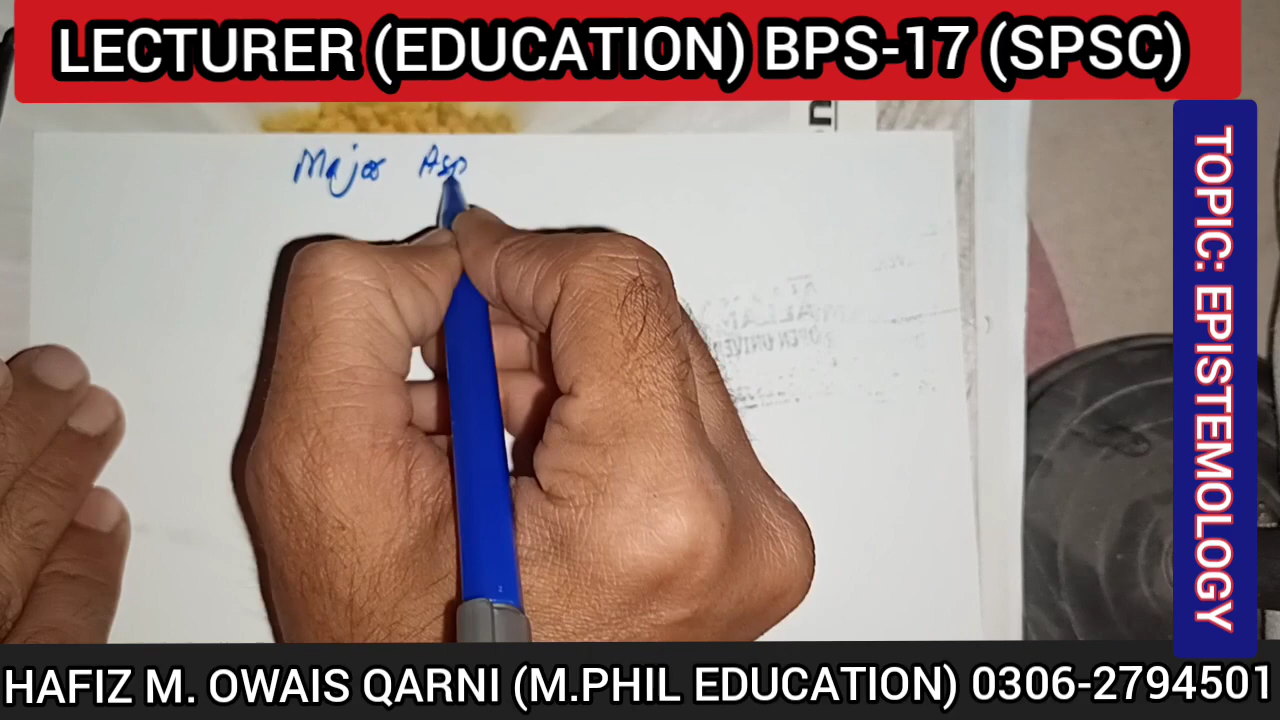 LECTURER (EDUCATION) BPS-17 (SPSC)
Major Asp
TOPIC: EPISTEMOLOGY
HAFIZ M. OWAIS QARNI (M.PHIL EDUCATION) 0306-2794501